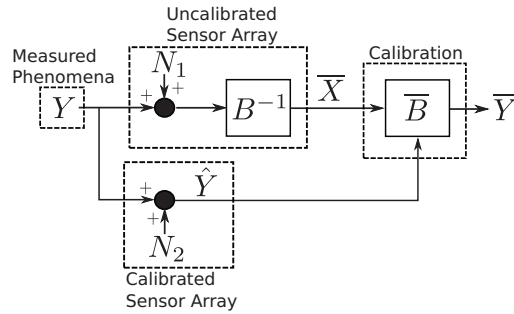 Uncalibrated
Sensor Array
Measured
Phenomena
Calibration
N₁
+ +
Y
B⁻¹
X̅
B̅
Y̅
Ŷ
+
+
N₂
Calibrated
Sensor Array